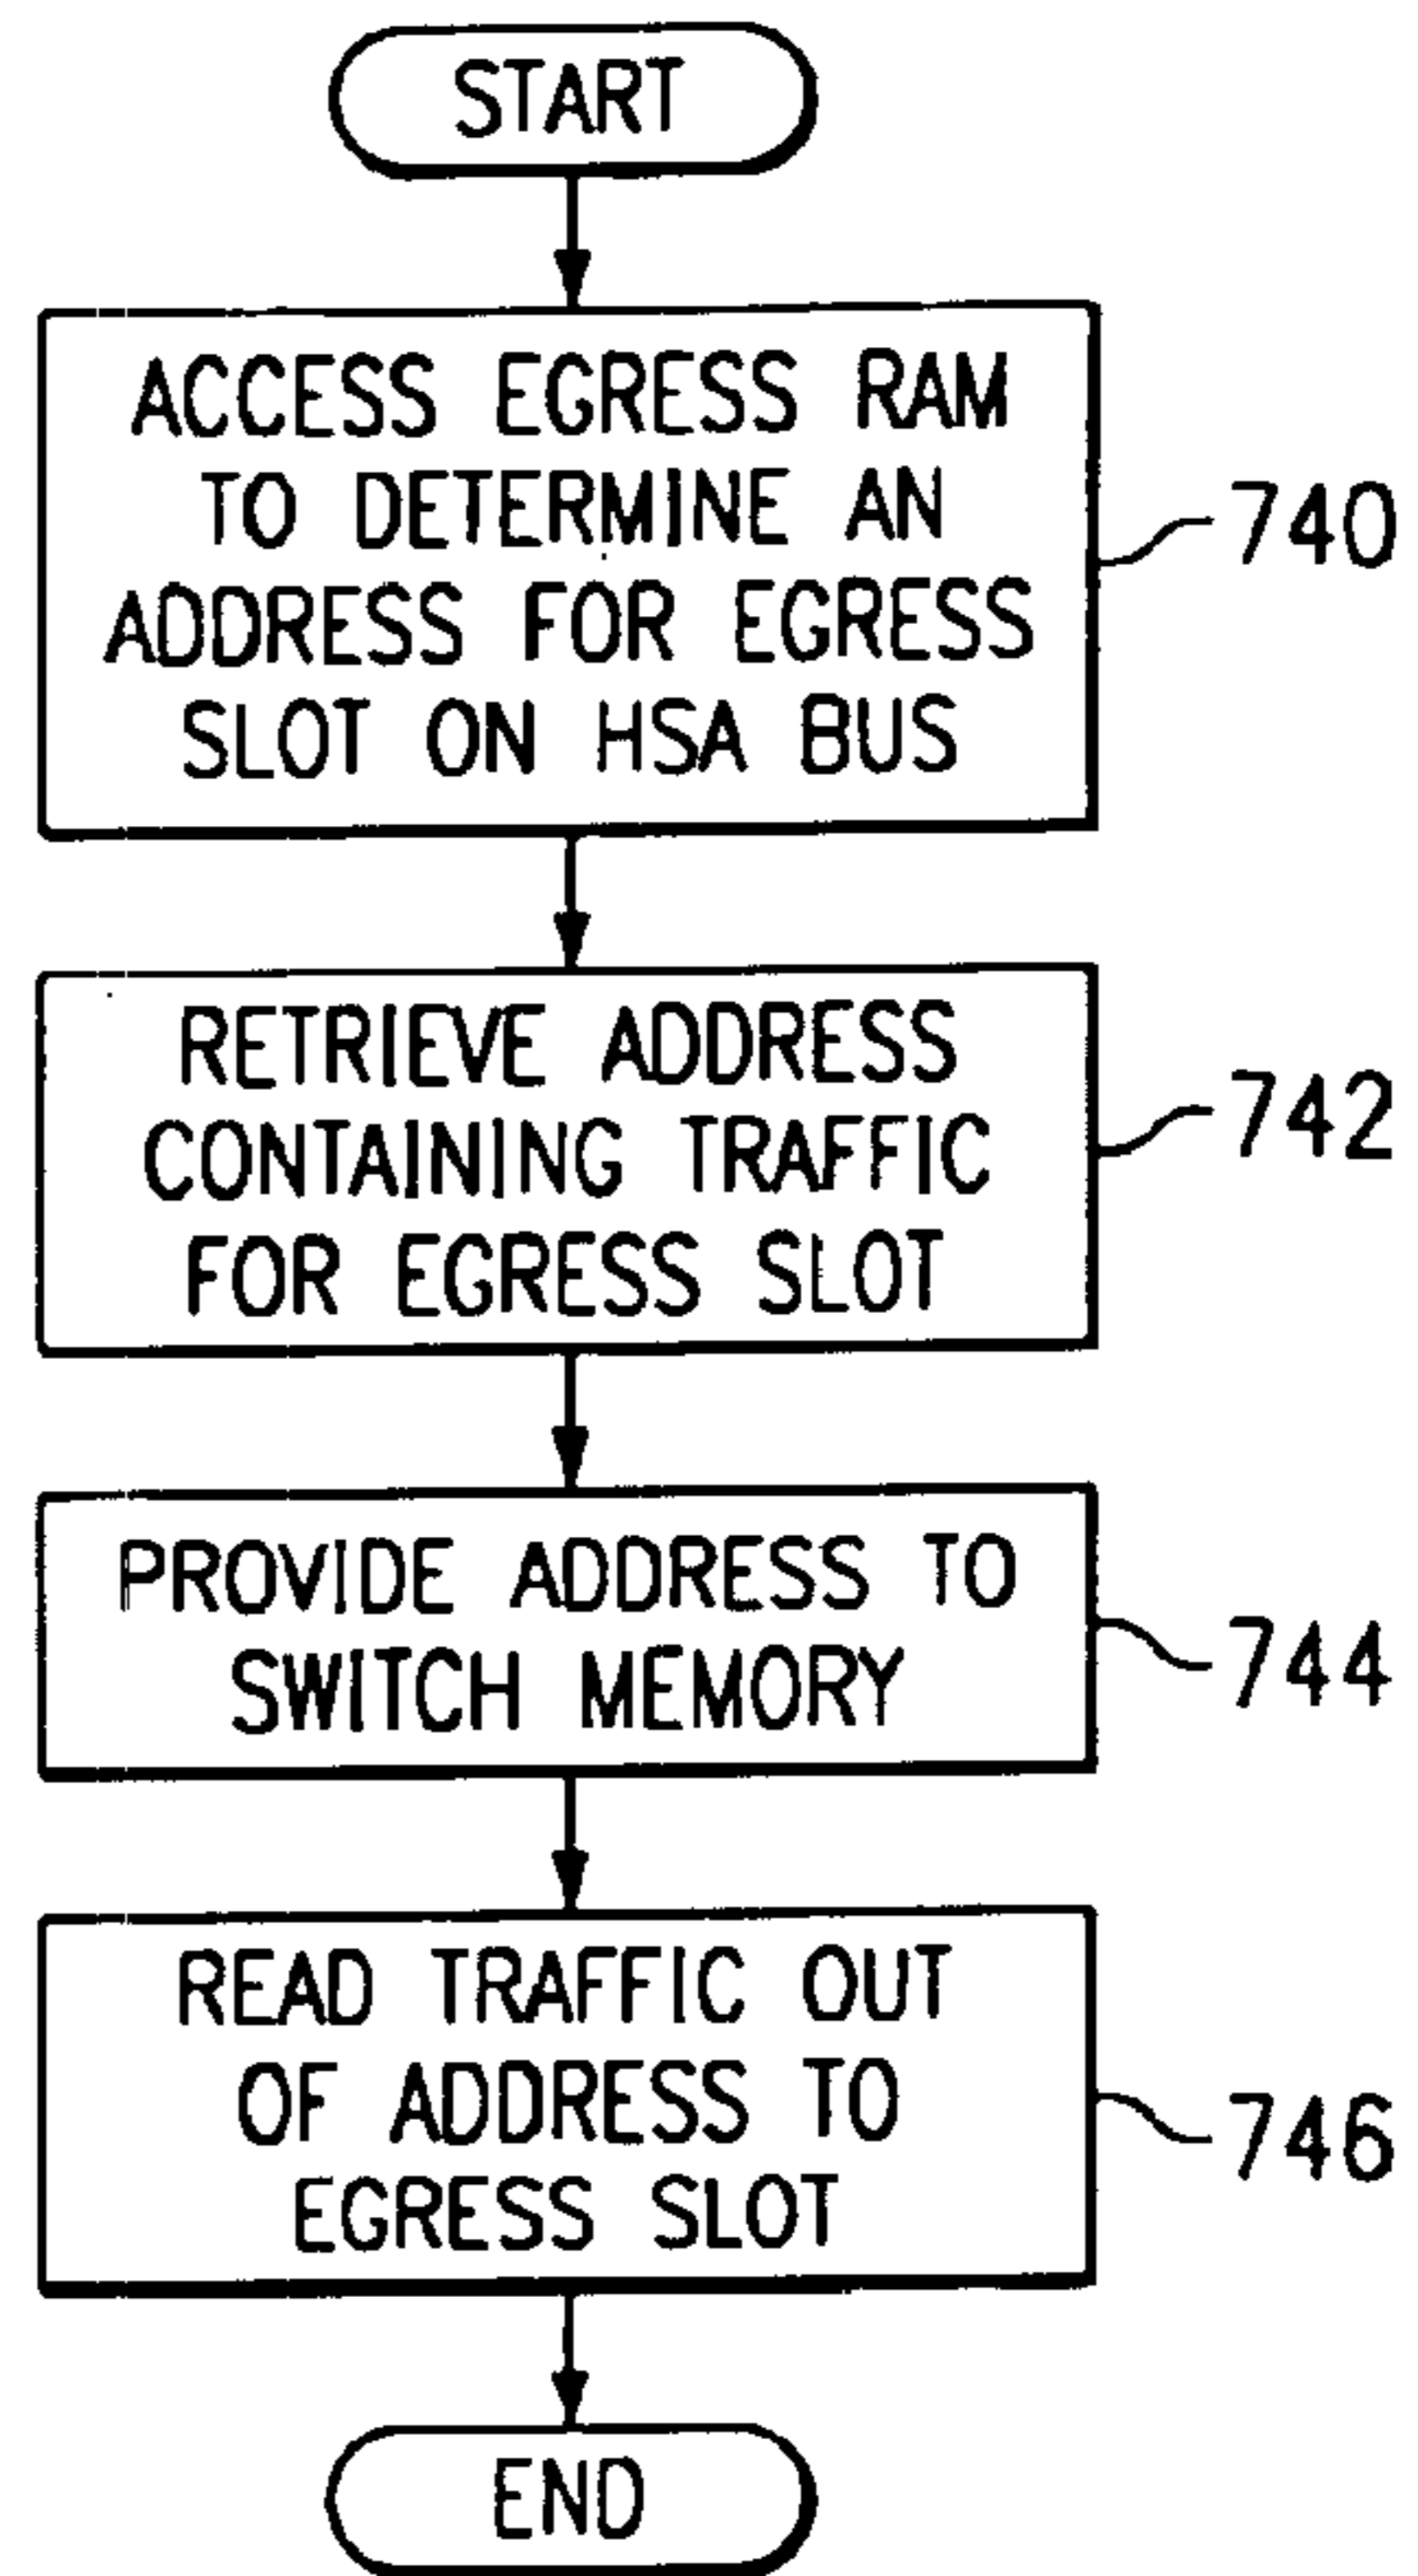 START
ACCESS EGRESS RAM
TO DETERMINE AN
ADDRESS FOR EGRESS
SLOT ON HSA BUS
740
RETRIEVE ADDRESS
CONTAINING TRAFFIC
FOR EGRESS SLOT
742
PROVIDE ADDRESS TO
SWITCH MEMORY
744
READ TRAFFIC OUT
OF ADDRESS TO
EGRESS SLOT
746
END